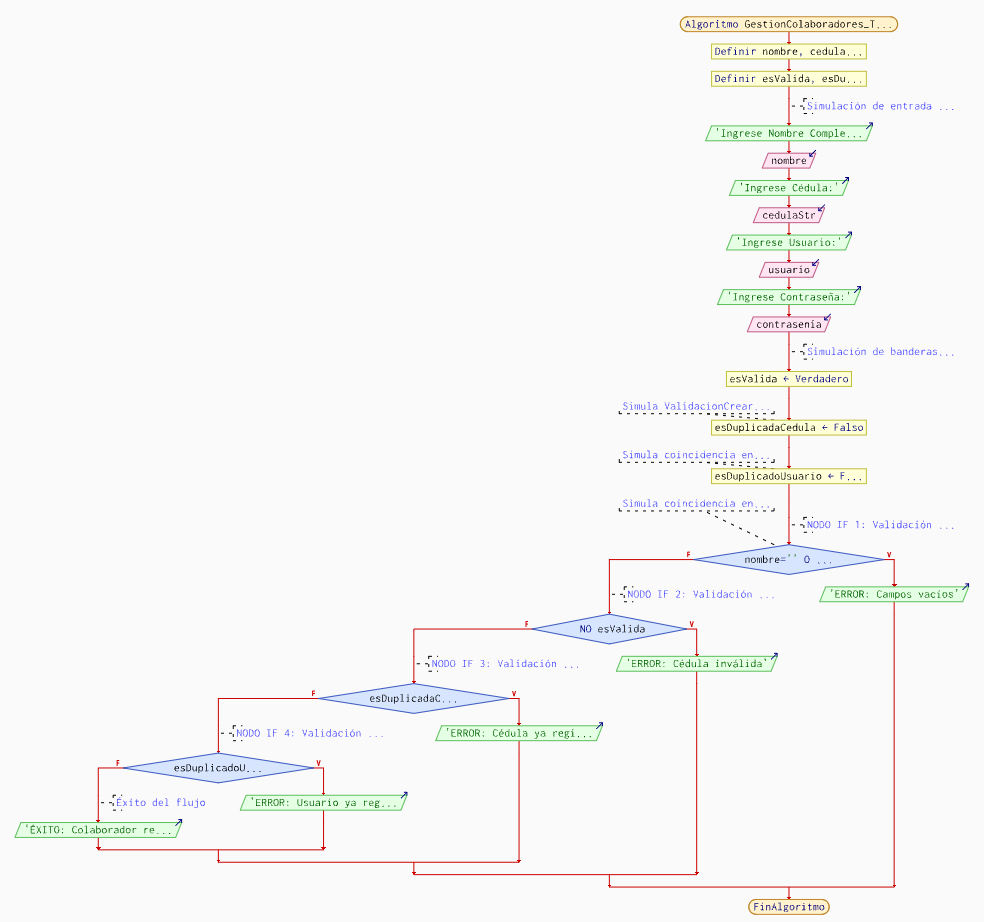 Algoritmo GestionColaboradores_T...
Definir nombre, cedula...
Definir esValida, esDu...
Simulación de entrada ...
'Ingrese Nombre Comple...
nombre
'Ingrese Cédula:'
cedulaStr
'Ingrese Usuario:'
usuario
'Ingrese Contraseña:'
contrasenia
Simulación de banderas...
esValida ← Verdadero
Simula ValidacionCrear...
esDuplicadaCedula ← Falso
Simula coincidencia en...
esDuplicadoUsuario ← F...
Simula coincidencia en...
NODO IF 1: Validación ...
F
nombre='' O ...
V
NODO IF 2: Validación ...
'ERROR: Campos vacíos'
F
NO esValida
V
NODO IF 3: Validación ...
'ERROR: Cédula inválida'
F
esDuplicadaC...
V
NODO IF 4: Validación ...
'ERROR: Cédula ya regi...
F
esDuplicadoU...
V
Éxito del flujo
'ERROR: Usuario ya reg...
'ÉXITO: Colaborador re...
FinAlgoritmo